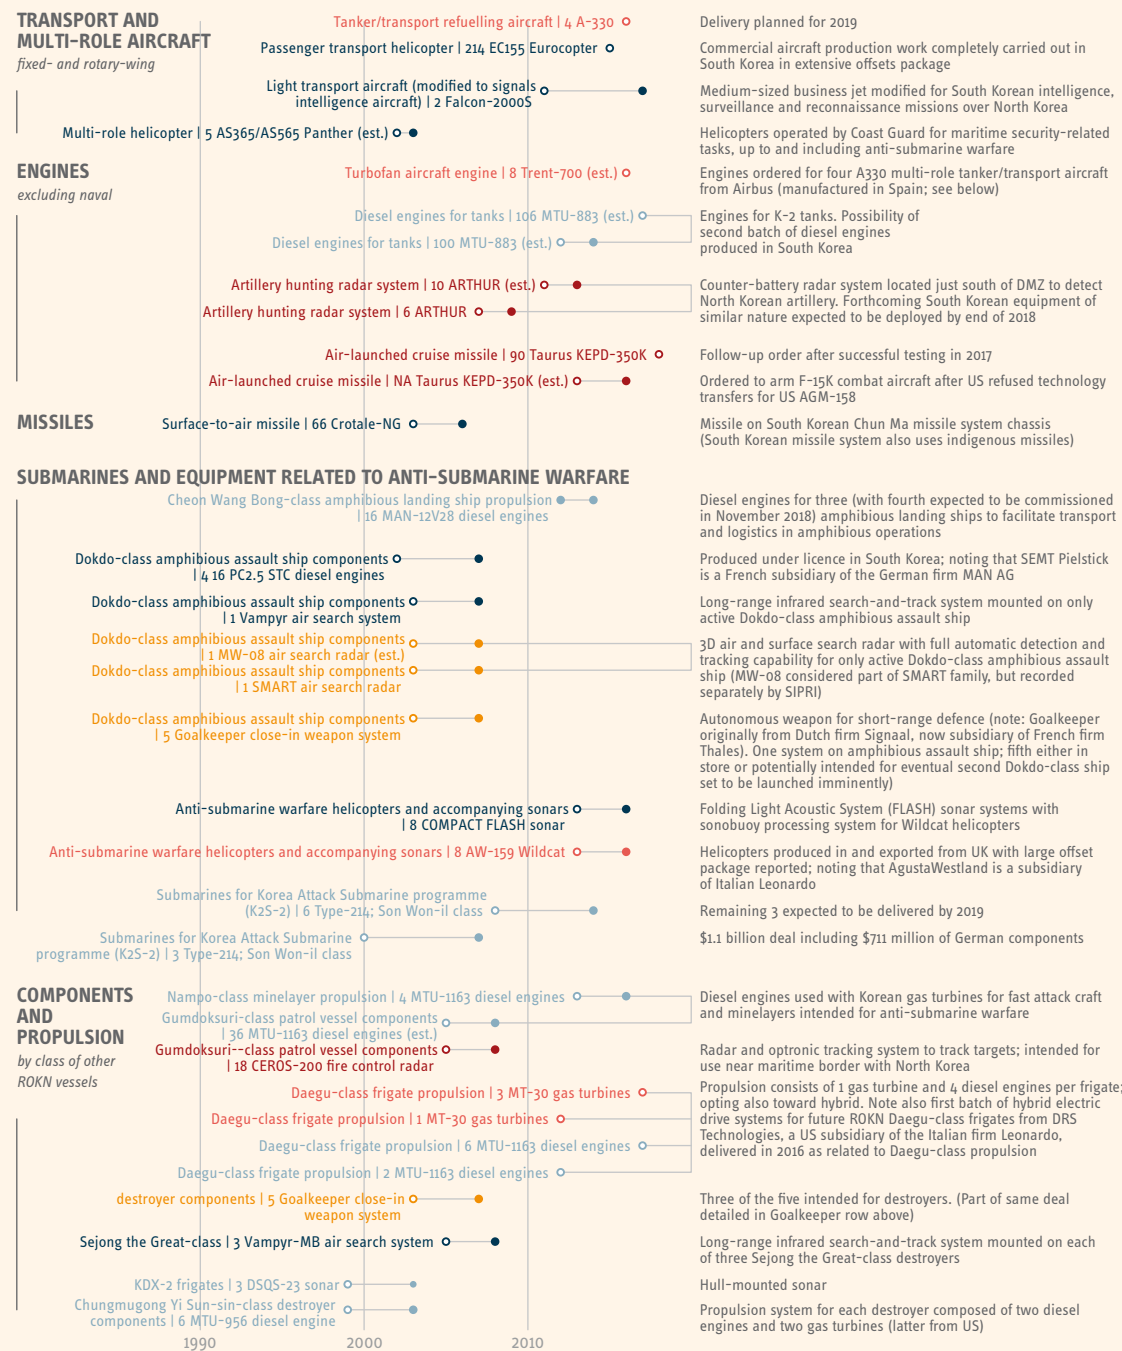 TRANSPORT AND
MULTI-ROLE AIRCRAFT
fixed- and rotary-wing
Tanker/transport refuelling aircraft | 4 A-330
Delivery planned for 2019
Passenger transport helicopter | 214 EC155 Eurocopter
Commercial aircraft production work completely carried out in
South Korea in extensive offsets package
Light transport aircraft (modified to signals
intelligence aircraft) | 2 Falcon-2000S
Medium-sized business jet modified for South Korean intelligence,
surveillance and reconnaissance missions over North Korea
Multi-role helicopter | 5 AS365/AS565 Panther (est.)
Helicopters operated by Coast Guard for maritime security-related
tasks, up to and including anti-submarine warfare
ENGINES
excluding naval
Turbofan aircraft engine | 8 Trent-700 (est.)
Engines ordered for four A330 multi-role tanker/transport aircraft
from Airbus (manufactured in Spain; see below)
Diesel engines for tanks | 106 MTU-883 (est.)
Diesel engines for tanks | 100 MTU-883 (est.)
Engines for K-2 tanks. Possibility of
second batch of diesel engines
produced in South Korea
Artillery hunting radar system | 10 ARTHUR (est.)
Artillery hunting radar system | 6 ARTHUR
Counter-battery radar system located just south of DMZ to detect
North Korean artillery. Forthcoming South Korean equipment of
similar nature expected to be deployed by end of 2018
Air-launched cruise missile | 90 Taurus KEPD-350K
Follow-up order after successful testing in 2017
Air-launched cruise missile | NA Taurus KEPD-350K (est.)
Ordered to arm F-15K combat aircraft after US refused technology
transfers for US AGM-158
MISSILES
Surface-to-air missile | 66 Crotale-NG
Missile on South Korean Chun Ma missile system chassis
(South Korean missile system also uses indigenous missiles)
SUBMARINES AND EQUIPMENT RELATED TO ANTI-SUBMARINE WARFARE
Cheon Wang Bong-class amphibious landing ship propulsion
| 16 MAN-12V28 diesel engines
Diesel engines for three (with fourth expected to be commissioned
in November 2018) amphibious landing ships to facilitate transport
and logistics in amphibious operations
Dokdo-class amphibious assault ship components
| 4 16 PC2.5 STC diesel engines
Produced under licence in South Korea; noting that SEMT Pielstick
is a French subsidiary of the German firm MAN AG
Dokdo-class amphibious assault ship components
| 1 Vampyr air search system
Long-range infrared search-and-track system mounted on only
active Dokdo-class amphibious assault ship
Dokdo-class amphibious assault ship components
| 1 MW-08 air search radar (est.)
Dokdo-class amphibious assault ship components
| 1 SMART air search radar
3D air and surface search radar with full automatic detection and
tracking capability for only active Dokdo-class amphibious assault
ship (MW-08 considered part of SMART family, but recorded
separately by SIPRI)
Dokdo-class amphibious assault ship components
| 5 Goalkeeper close-in weapon system
Autonomous weapon for short-range defence (note: Goalkeeper
originally from Dutch firm Signaal, now subsidiary of French firm
Thales). One system on amphibious assault ship; fifth either in
store or potentially intended for eventual second Dokdo-class ship
set to be launched imminently)
Anti-submarine warfare helicopters and accompanying sonars
| 8 COMPACT FLASH sonar
Folding Light Acoustic System (FLASH) sonar systems with
sonobuoy processing system for Wildcat helicopters
Anti-submarine warfare helicopters and accompanying sonars | 8 AW-159 Wildcat
Helicopters produced in and exported from UK with large offset
package reported; noting that AgustaWestland is a subsidiary
of Italian Leonardo
Submarines for Korea Attack Submarine programme
(K2S-2) | 6 Type-214; Son Won-il class
Remaining 3 expected to be delivered by 2019
Submarines for Korea Attack Submarine
programme (K2S-2) | 3 Type-214; Son Won-il class
$1.1 billion deal including $711 million of German components
COMPONENTS
AND
PROPULSION
by class of other
ROKN vessels
Nampo-class minelayer propulsion | 4 MTU-1163 diesel engines
Gumdoksuri-class patrol vessel components
| 36 MTU-1163 diesel engines (est.)
Diesel engines used with Korean gas turbines for fast attack craft
and minelayers intended for anti-submarine warfare
Gumdoksuri--class patrol vessel components
| 18 CEROS-200 fire control radar
Radar and optronic tracking system to track targets; intended for
use near maritime border with North Korea
Daegu-class frigate propulsion | 3 MT-30 gas turbines
Daegu-class frigate propulsion | 1 MT-30 gas turbines
Daegu-class frigate propulsion | 6 MTU-1163 diesel engines
Daegu-class frigate propulsion | 2 MTU-1163 diesel engines
Propulsion consists of 1 gas turbine and 4 diesel engines per frigate;
opting also toward hybrid. Note also first batch of hybrid electric
drive systems for future ROKN Daegu-class frigates from DRS
Technologies, a US subsidiary of the Italian firm Leonardo,
delivered in 2016 as related to Daegu-class propulsion
destroyer components | 5 Goalkeeper close-in
weapon system
Three of the five intended for destroyers. (Part of same deal
detailed in Goalkeeper row above)
Sejong the Great-class | 3 Vampyr-MB air search system
Long-range infrared search-and-track system mounted on each
of three Sejong the Great-class destroyers
KDX-2 frigates | 3 DSQS-23 sonar
Hull-mounted sonar
Chungmugong Yi Sun-sin-class destroyer
components | 6 MTU-956 diesel engine
Propulsion system for each destroyer composed of two diesel
engines and two gas turbines (latter from US)
1990
2000
2010